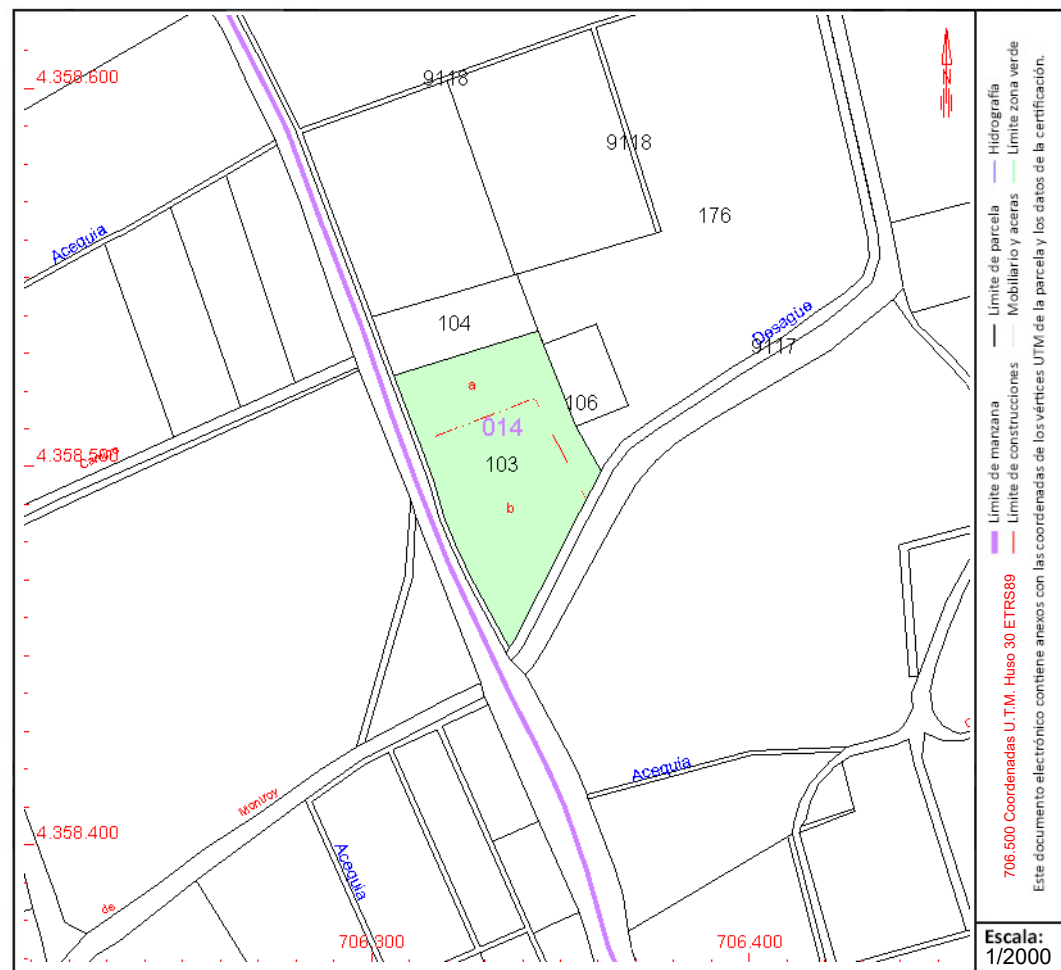 4.358.600
9118
9118
176
Acequia
104
Desagüe
9117
a
106
014
Camino
4.358.500
103
b
Acequia
Montroy
4.358.400
Acequia
de
706.300
706.400
N
Límite de manzana
Límite de parcela
Hidrografía
Límite de construcciones
Mobiliario y aceras
Límite zona verde
706.500 Coordenadas U.T.M. Huso 30 ETRS89
Este documento electrónico contiene anexos con las coordenadas de los vértices UTM de la parcela y los datos de la certificación.
Escala:
1/2000